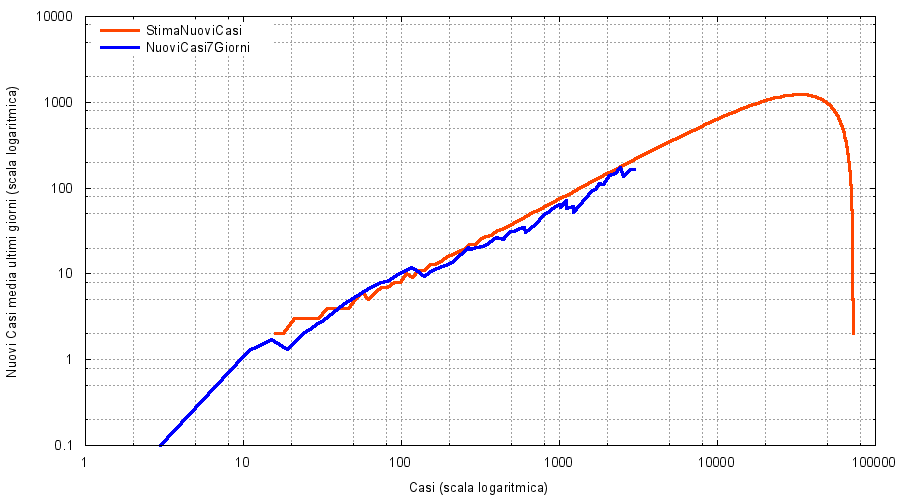 10000
1000
100
10
1
0.1
StimaNuoviCasi
NuoviCasi7Giorni
Nuovi Casi media ultimi giorni (scala logaritmica)
1 10 100 1000 10000 100000
Casi (scala logaritmica)